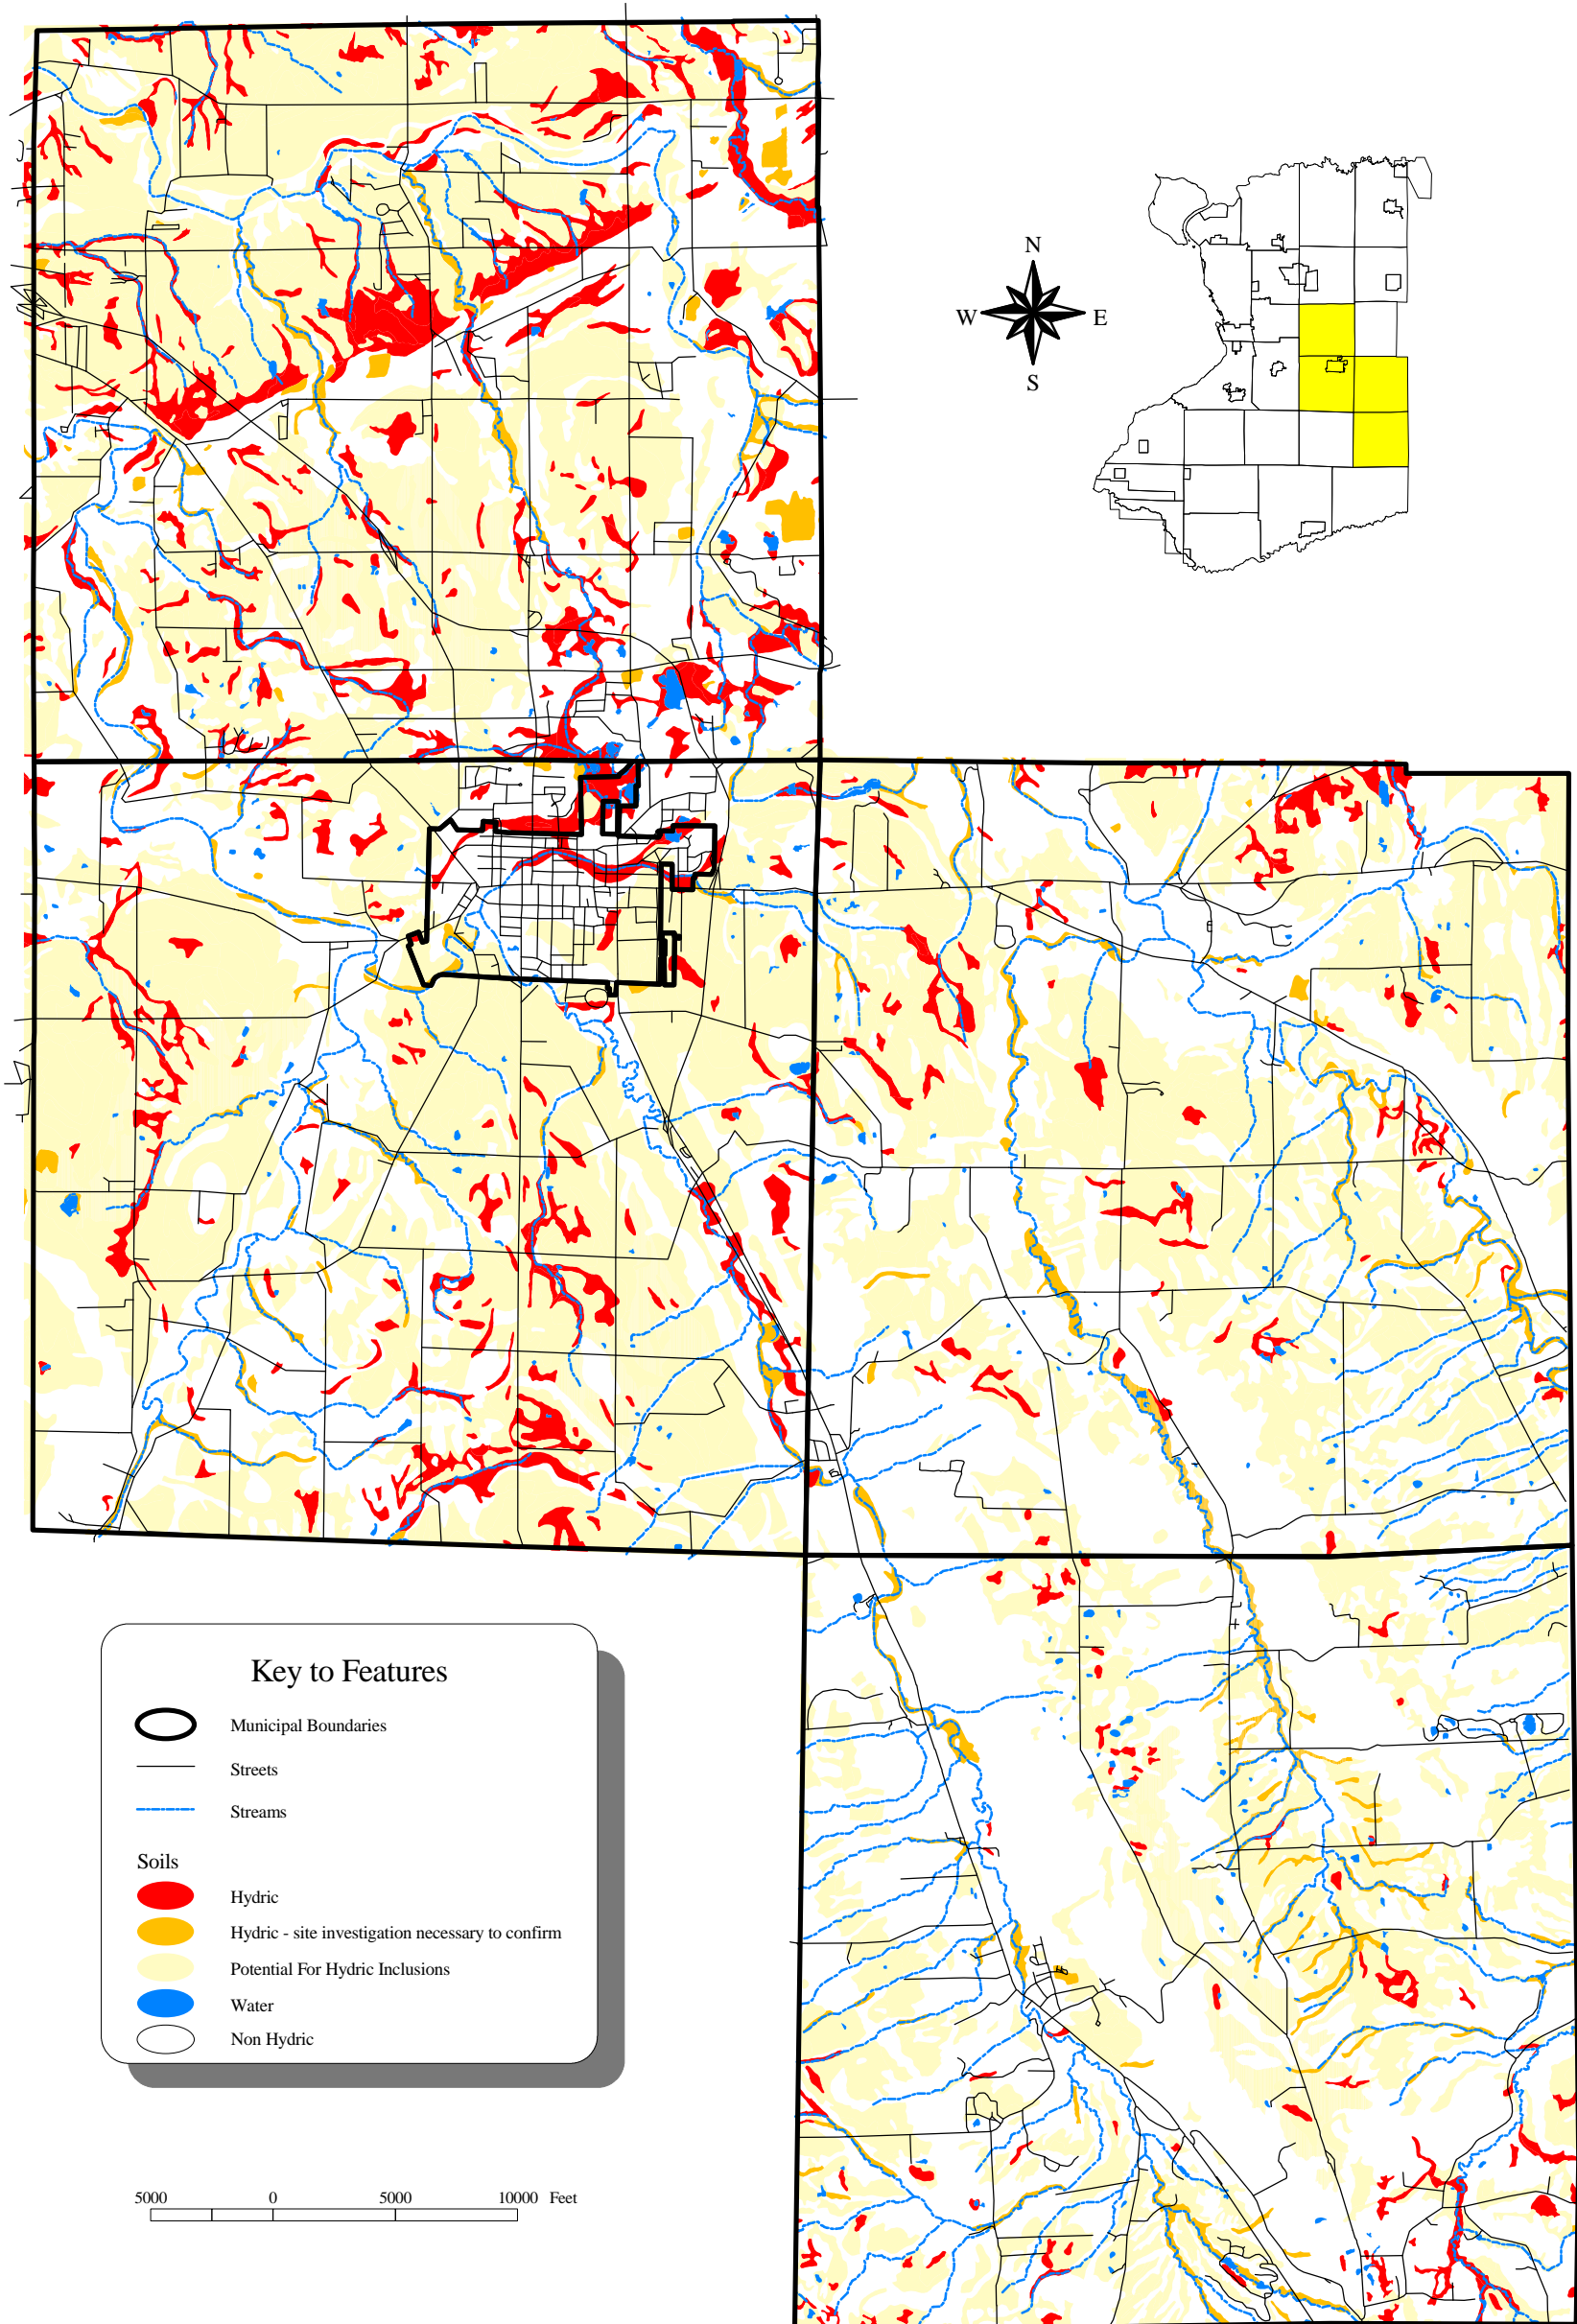 N
W E
S
Key to Features
Municipal Boundaries
Streets
Streams
Soils
Hydric
Hydric - site investigation necessary to confirm
Potential For Hydric Inclusions
Water
Non Hydric
5000 0 5000 10000 Feet